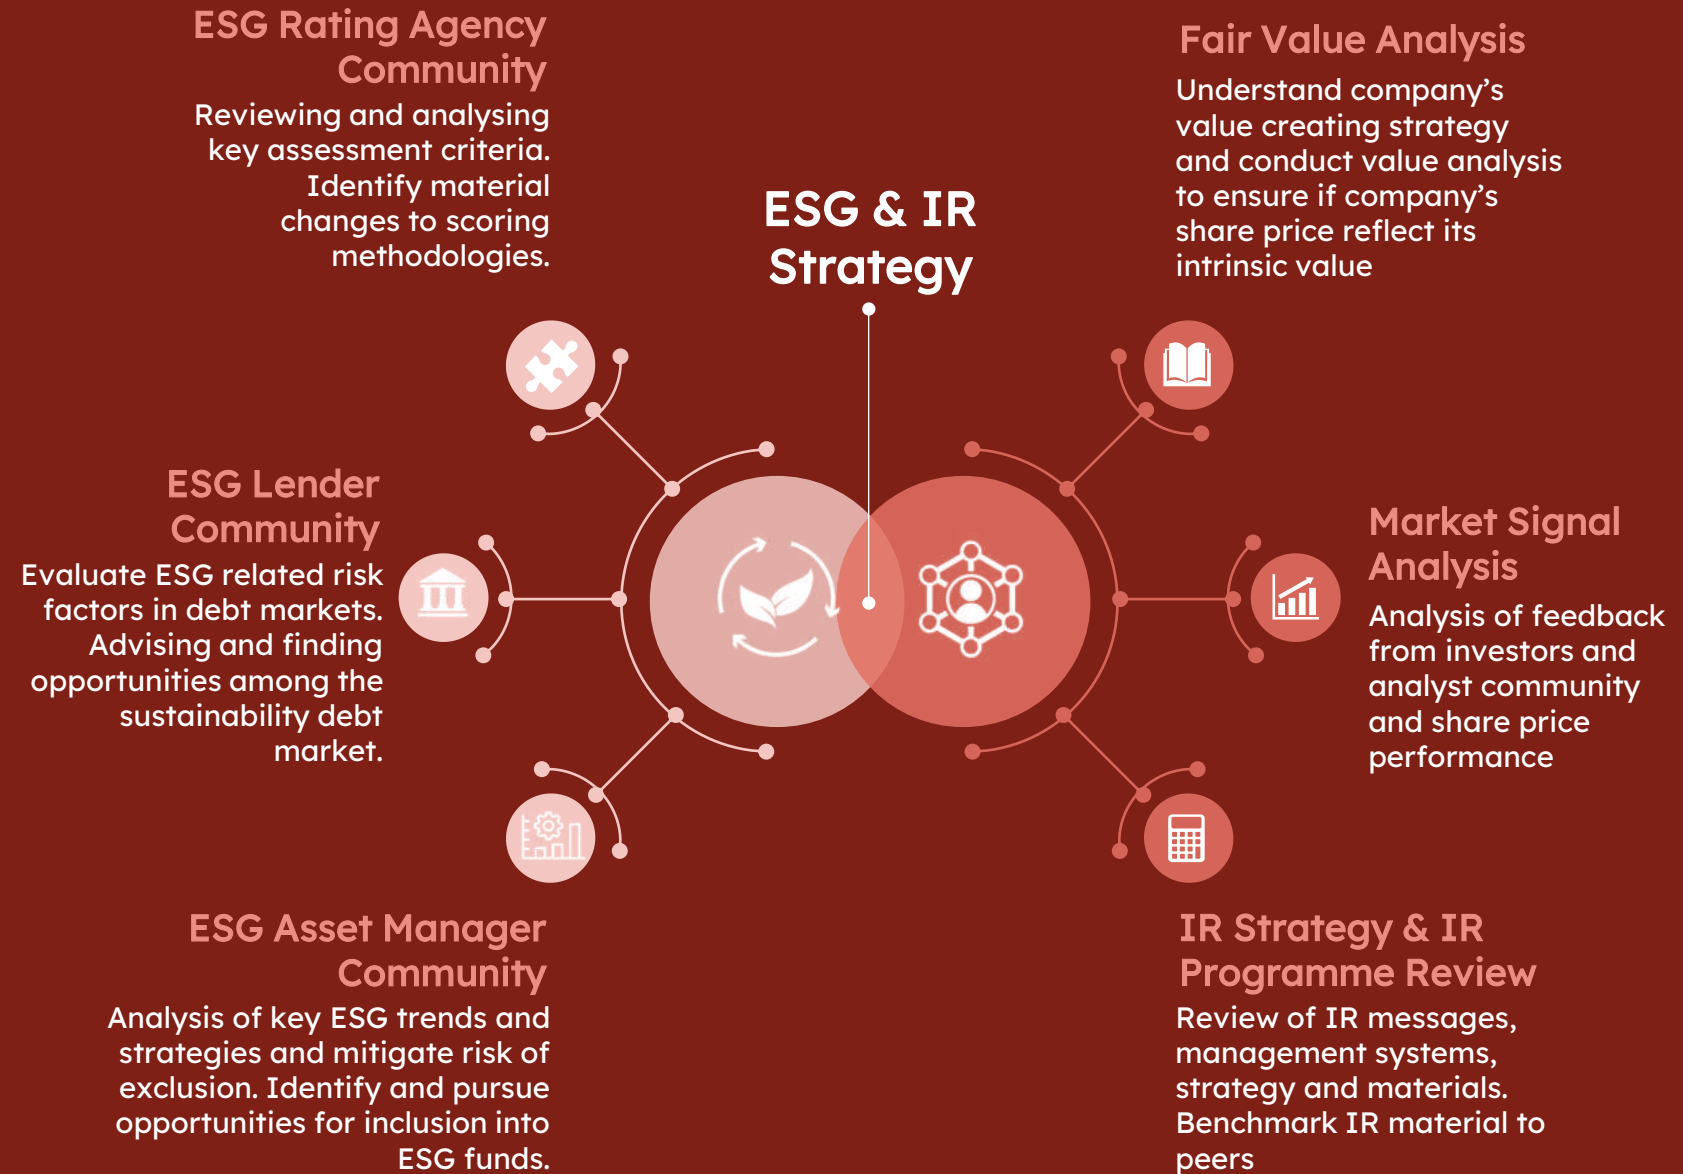 ESG Rating Agency
Community
Reviewing and analysing
key assessment criteria.
Identify material
changes to scoring
methodologies.
ESG & IR
Strategy
Fair Value Analysis
Understand company’s
value creating strategy
and conduct value analysis
to ensure if company’s
share price reflect its
intrinsic value
ESG Lender
Community
Evaluate ESG related risk
factors in debt markets.
Advising and finding
opportunities among the
sustainability debt
market.
Market Signal
Analysis
Analysis of feedback
from investors and
analyst community
and share price
performance
ESG Asset Manager
Community
Analysis of key ESG trends and
strategies and mitigate risk of
exclusion. Identify and pursue
opportunities for inclusion into
ESG funds.
IR Strategy & IR
Programme Review
Review of IR messages,
management systems,
strategy and materials.
Benchmark IR material to
peers